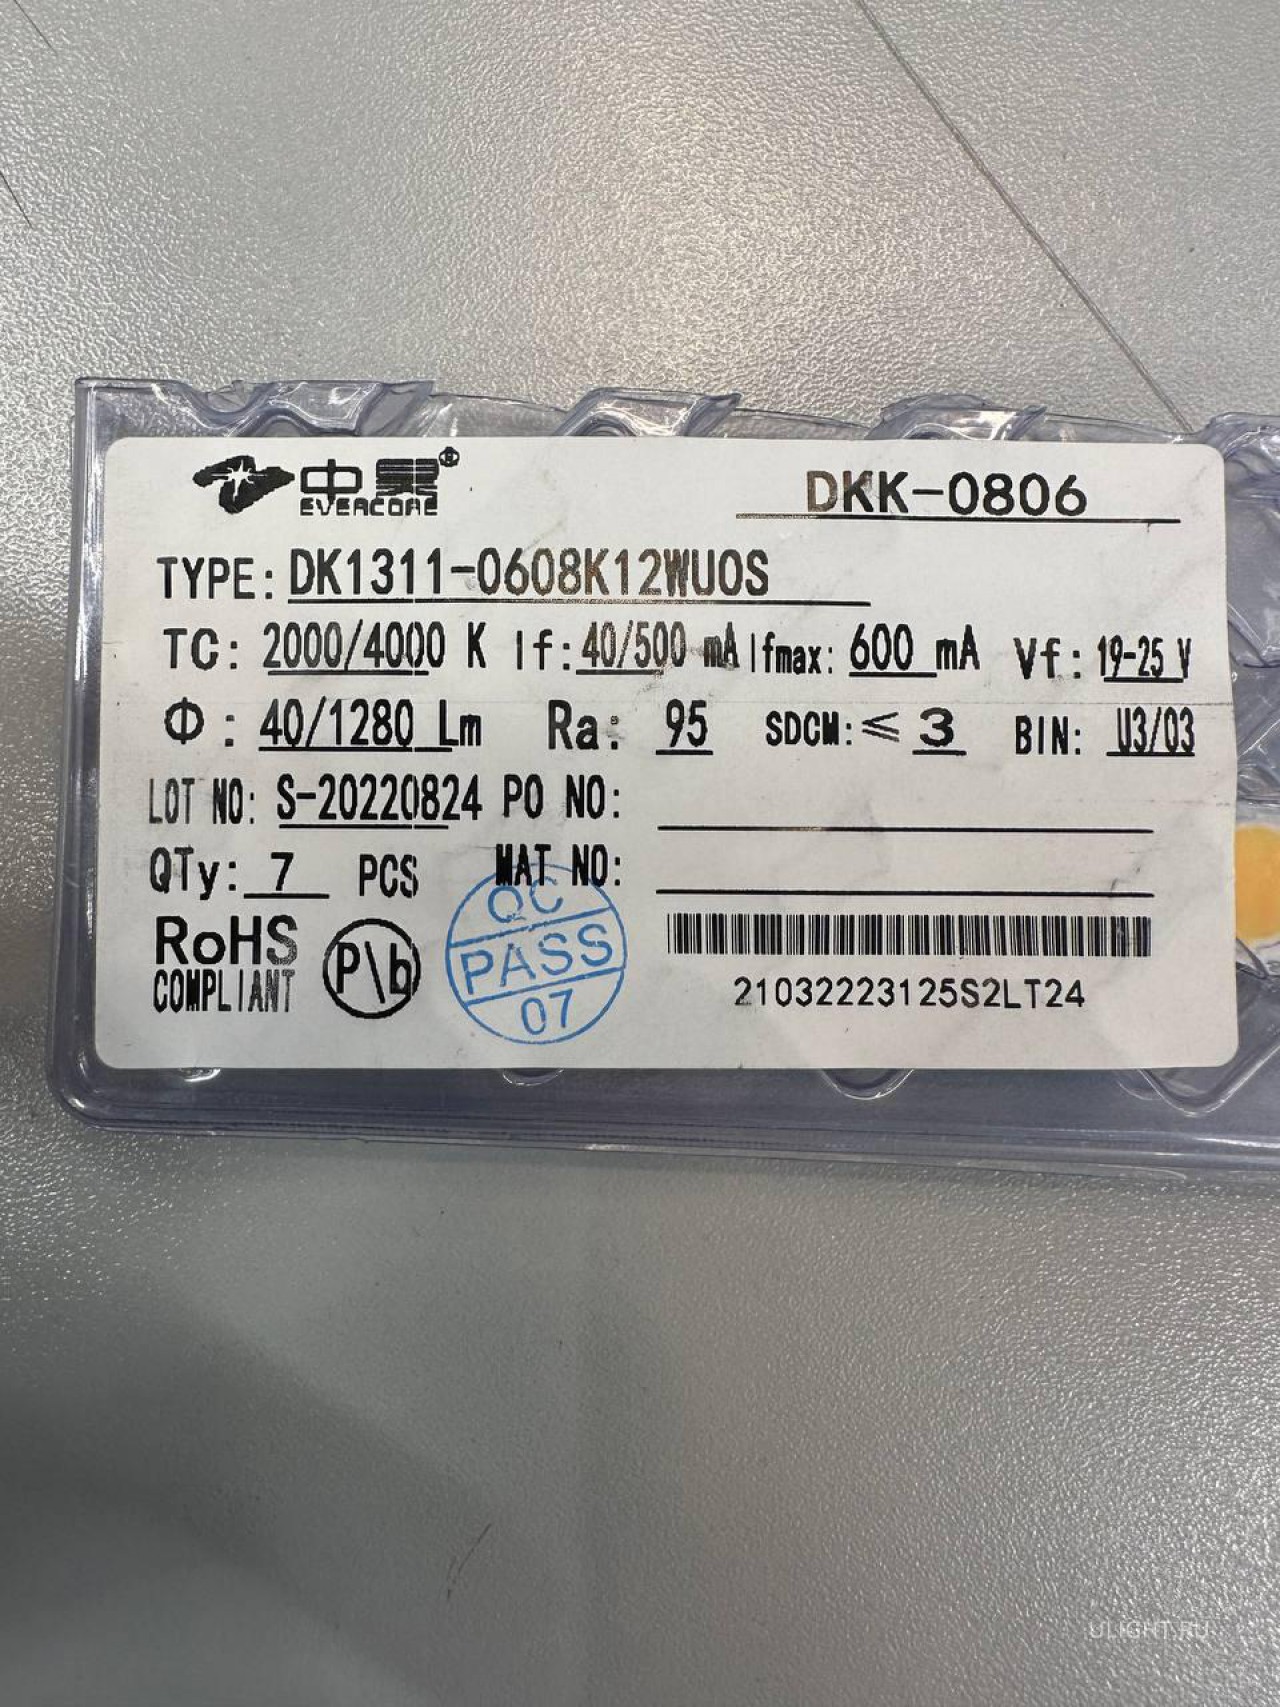 中昊®
EVERCORE
DKK-0806
TYPE: DK1311-0608K12WUOS
TC: 2000/4000 K If: 40/500 mA Ifmax: 600 mA Vf: 19-25 V
Φ: 40/1280 Lm Ra: 95 SDCM: ≤ 3 BIN: U3/03
LOT NO: S-20220824 PO NO:
QTy: 7 PCS MAT NO:
RoHS
COMPLIANT
Pb
QC
PASS
07
21032223125S2LT24
ULIGHT.RU